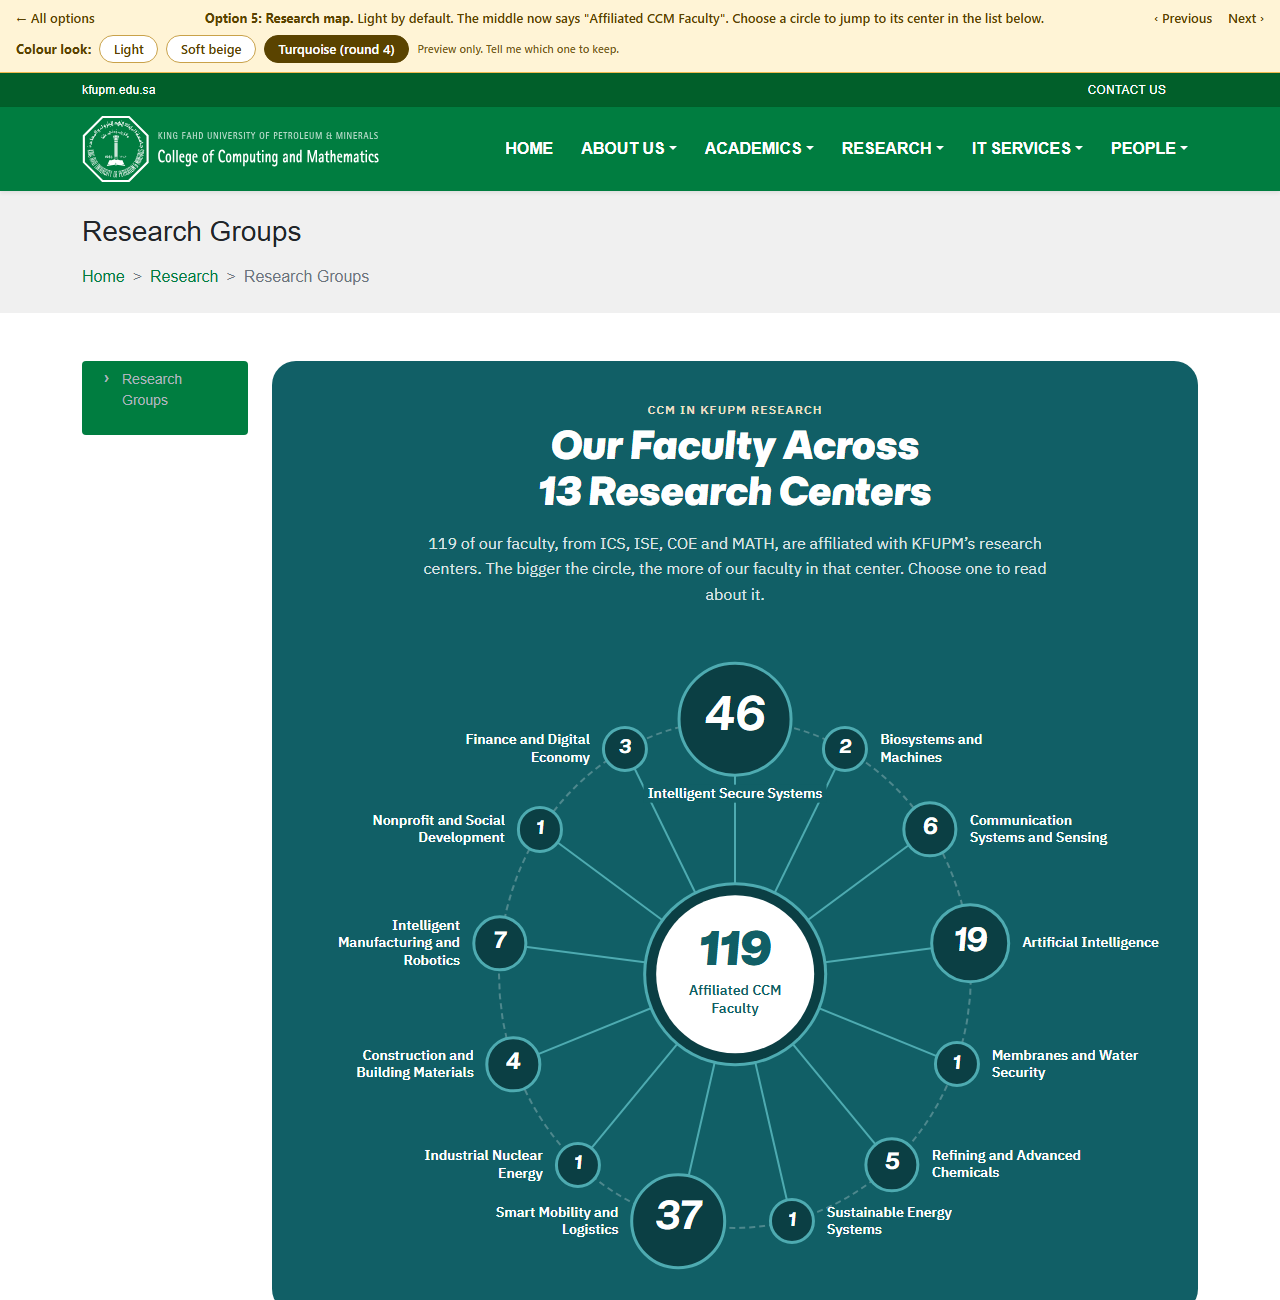 ← All options
Option 5: Research map. Light by default. The middle now says "Affiliated CCM Faculty". Choose a circle to jump to its center in the list below.
‹ Previous
Next ›
Colour look:
Light
Soft beige
Turquoise (round 4)
Preview only. Tell me which one to keep.
kfupm.edu.sa
CONTACT US
KING FAHD UNIVERSITY OF PETROLEUM & MINERALS
College of Computing and Mathematics
HOME
ABOUT US
ACADEMICS
RESEARCH
IT SERVICES
PEOPLE
Research Groups
Home > Research > Research Groups
› Research
Groups
CCM IN KFUPM RESEARCH
Our Faculty Across
13 Research Centers
119 of our faculty, from ICS, ISE, COE and MATH, are affiliated with KFUPM’s research
centers. The bigger the circle, the more of our faculty in that center. Choose one to read
about it.
46
Intelligent Secure Systems
Finance and Digital
Economy
3
2
Biosystems and
Machines
Nonprofit and Social
Development
1
6
Communication
Systems and Sensing
Intelligent
Manufacturing and
Robotics
7
119
Affiliated CCM
Faculty
19
Artificial Intelligence
Construction and
Building Materials
4
1
Membranes and Water
Security
Industrial Nuclear
Energy
1
5
Refining and Advanced
Chemicals
Smart Mobility and
Logistics
37
1
Sustainable Energy
Systems